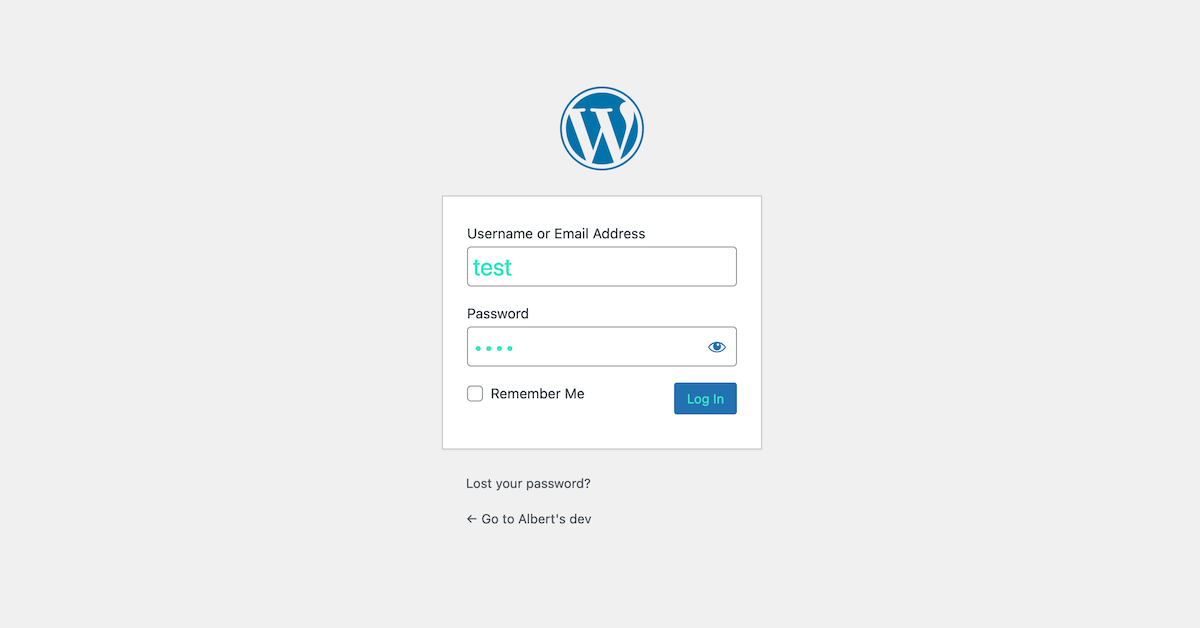 Username or Email Address
test
Password
••••
Remember Me
Log In
Lost your password?
← Go to Albert's dev